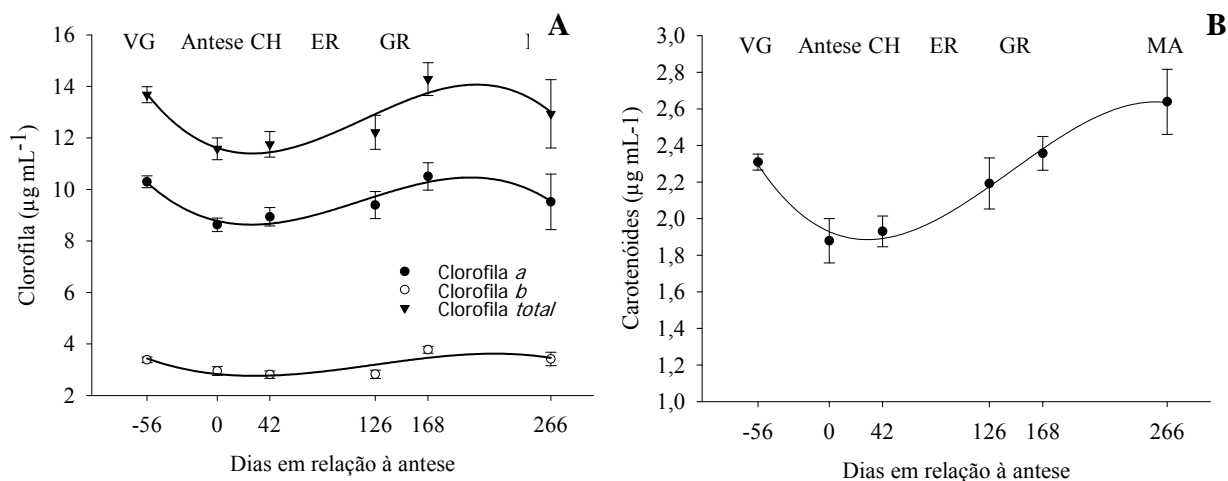 A
VG Antese CH ER GR
16
14
12
10
8
6
4
2
Clorofila (µg mL-1)
Clorofila a
Clorofila b
Clorofila total
-56 0 42 126 168 266
Dias em relação à antese
B
VG Antese CH ER GR MA
3,0
2,8
2,6
2,4
2,2
2,0
1,8
1,6
1,4
1,2
1,0
Carotenóides (µg mL-1)
-56 0 42 126 168 266
Dias em relação à antese